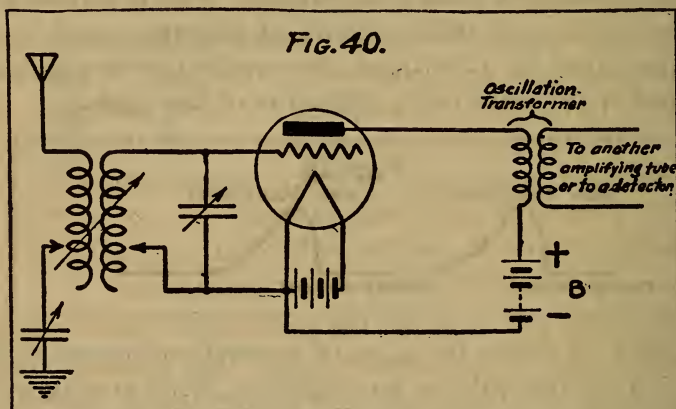 FIG. 40.
Oscillation-
Transformer
To another
amplifying tube
or to a detector
+
B
-